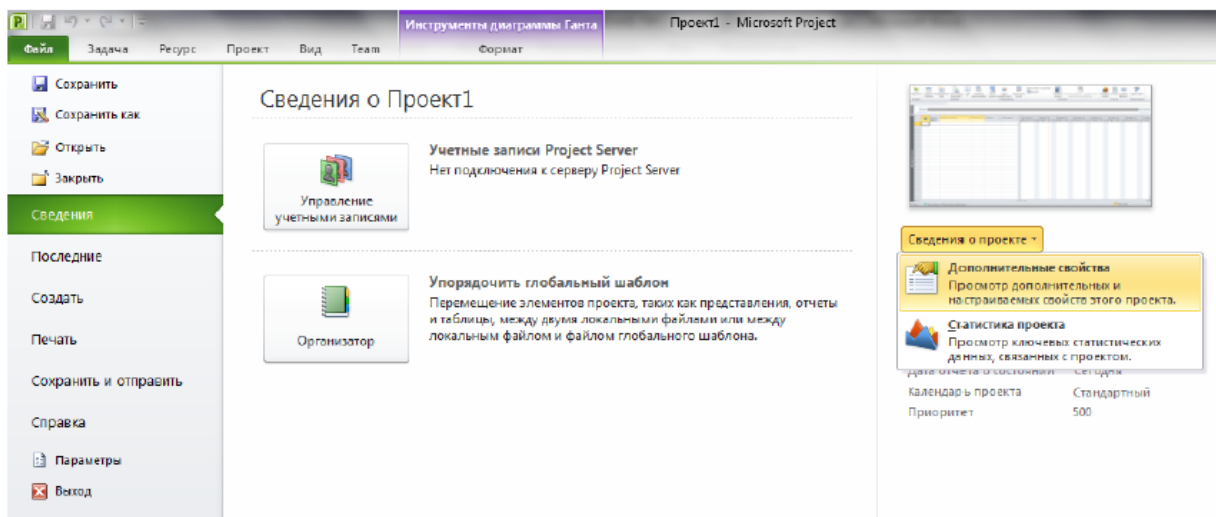 Инструменты диаграммы Ганта
Проект1 - Microsoft Project
Файл Задача Ресурс Проект Вид Team Формат
Сохранить
Сохранить как
Открыть
Закрыть
Сведения
Последние
Создать
Печать
Сохранить и отправить
Справка
Параметры
Выход
Сведения о Проект1
Управление
учетными записями
Учетные записи Project Server
Нет подключения к серверу Project Server
Организатор
Упорядочить глобальный шаблон
Перемещение элементов проекта, таких как представления, отчеты
и таблицы, между двумя локальными файлами или между
локальным файлом и файлом глобального шаблона.
Сведения о проекте
Дополнительные свойства
Просмотр дополнительных и
настраиваемых свойств этого проекта.
Статистика проекта
Просмотр ключевых статистических
данных, связанных с проектом.
Дата отчета о состоянии Сегодня
Календарь проекта Стандартный
Приоритет 500